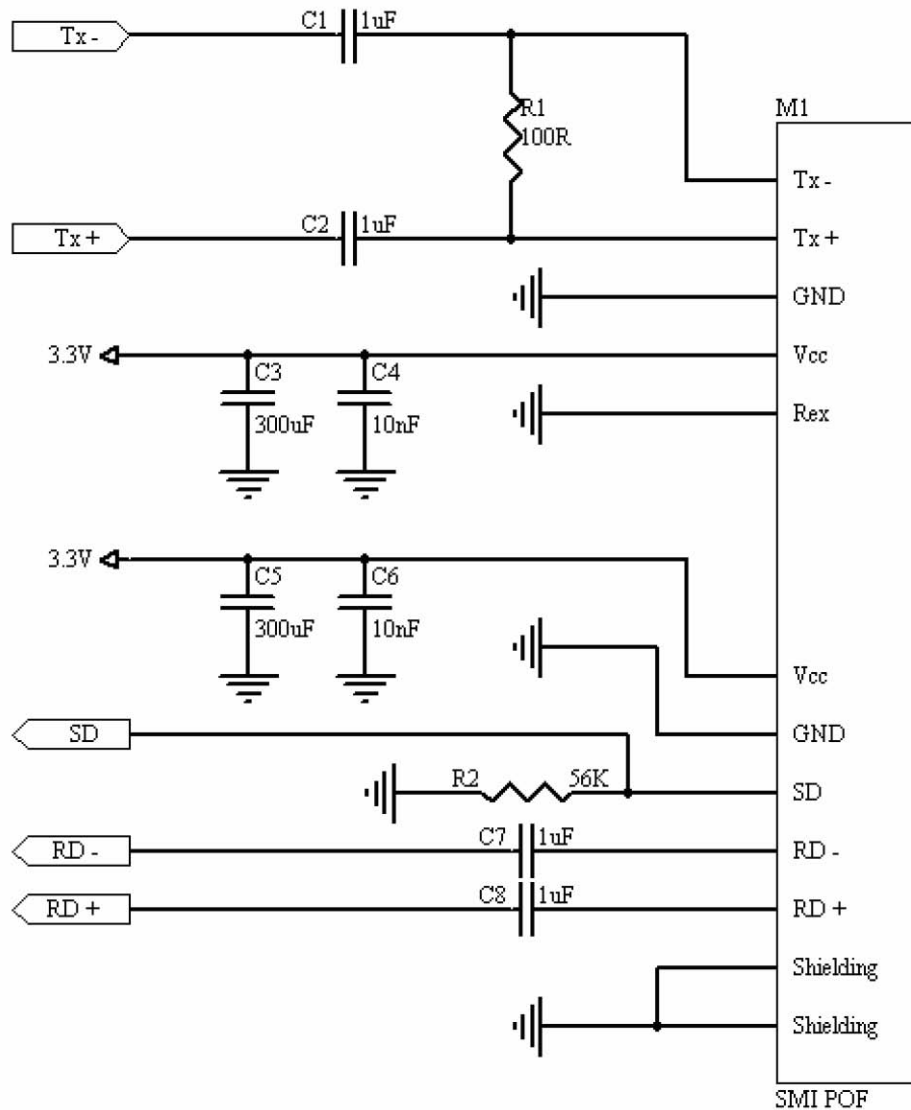 C1 1uF
Tx -
R1
100R
M1
Tx -
C2 1uF
Tx +
Tx +
GND
3.3V
Vcc
C3 C4
300uF 10nF
Rex
3.3V
C5 C6
300uF 10nF
Vcc
SD
GND
R2 56K
SD
C7 1uF
RD -
RD -
C8 1uF
RD +
RD +
Shielding
Shielding
SMI POF